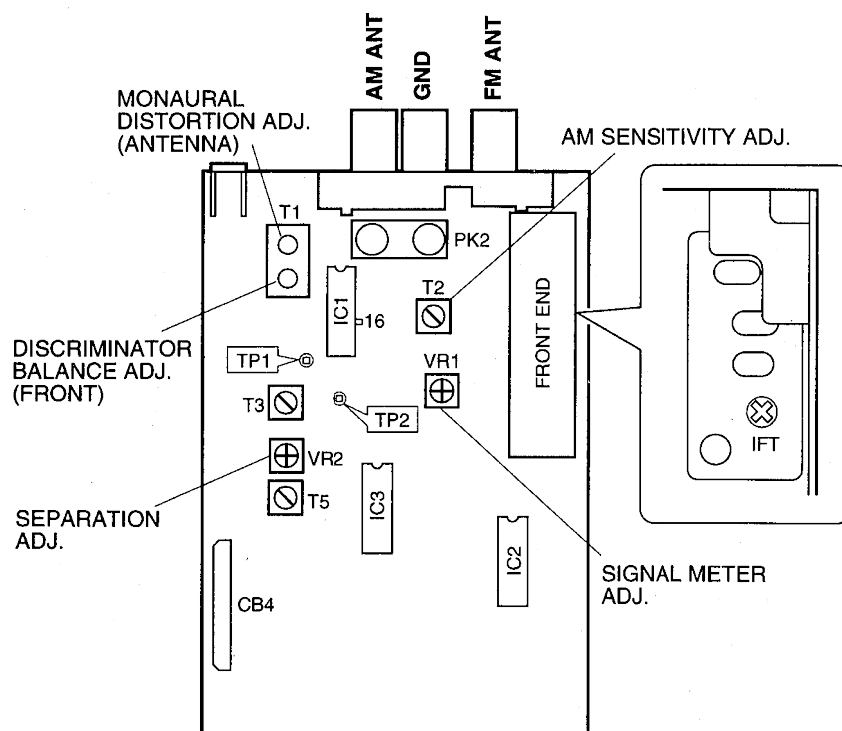 AM ANT
GND
FM ANT
MONAURAL
DISTORTION ADJ.
(ANTENNA)
AM SENSITIVITY ADJ.
T1
PK2
T2
IC1
16
FRONT END
DISCRIMINATOR
BALANCE ADJ.
(FRONT)
TP1
VR1
T3
TP2
IFT
VR2
SEPARATION
ADJ.
T5
IC3
IC2
SIGNAL METER
ADJ.
CB4